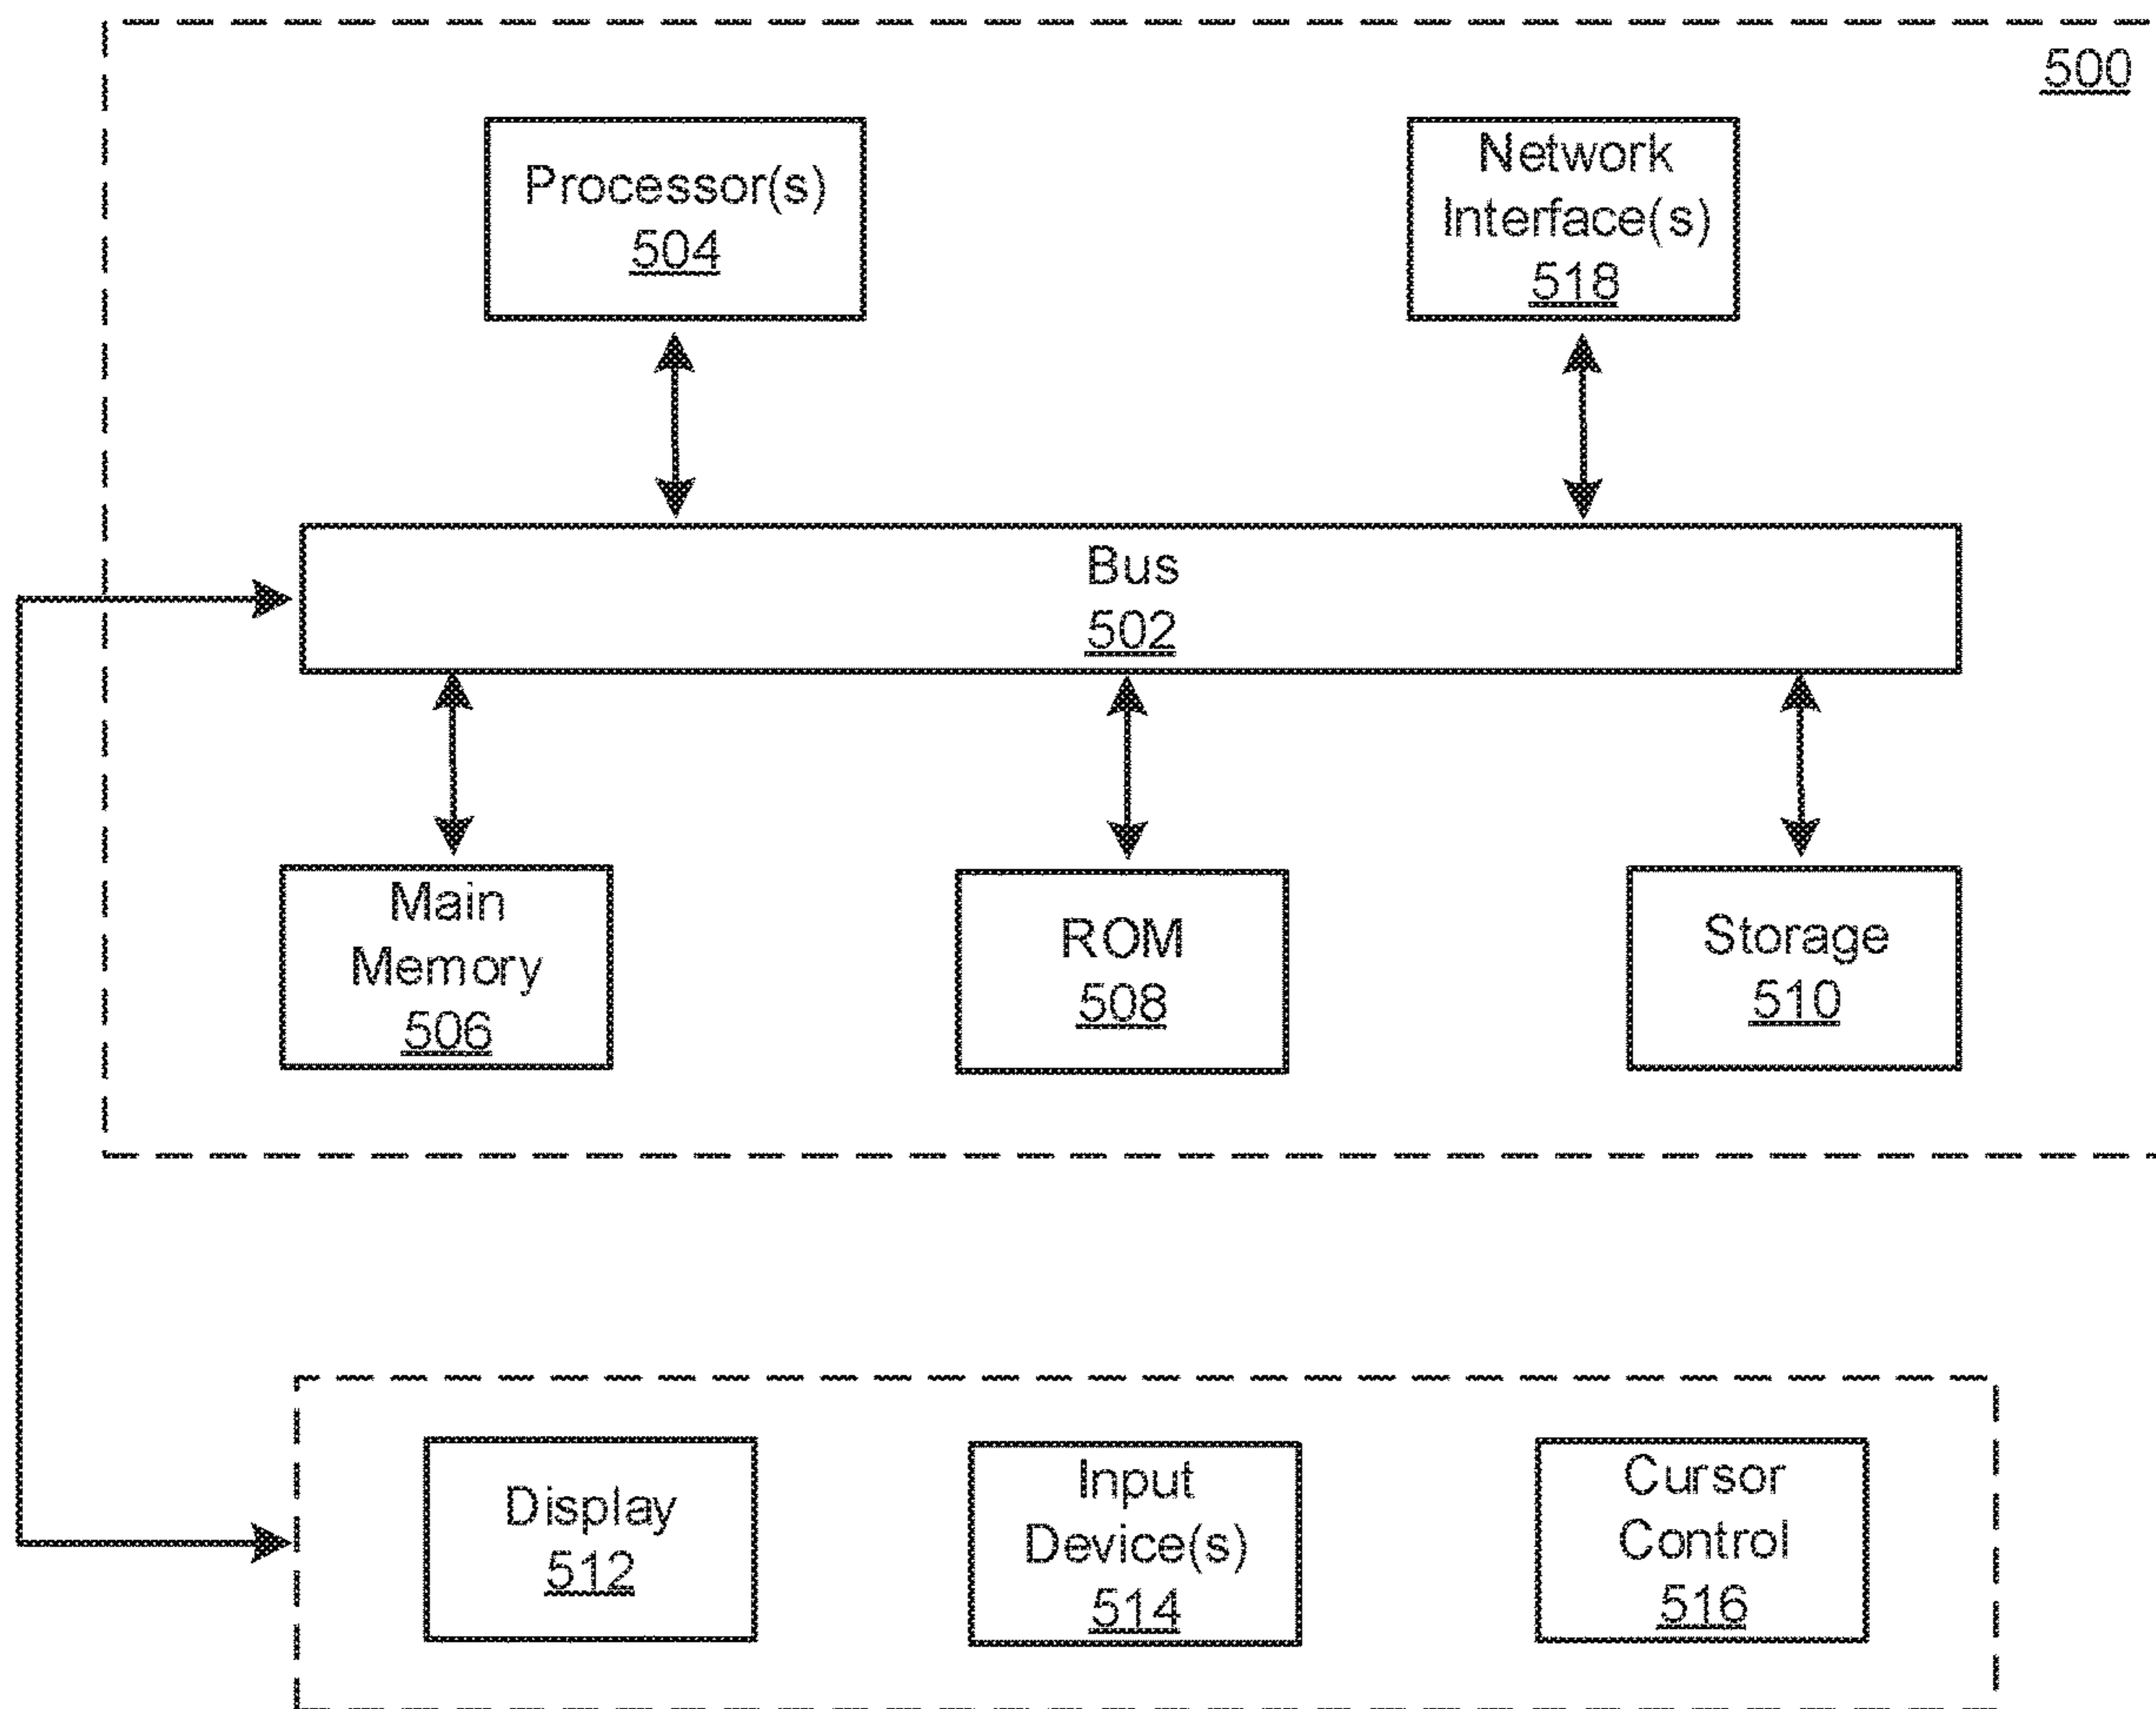 500
Processor(s)
504
Network
Interface(s)
518
Bus
502
Main
Memory
506
ROM
508
Storage
510
Display
512
Input
Device(s)
514
Cursor
Control
516